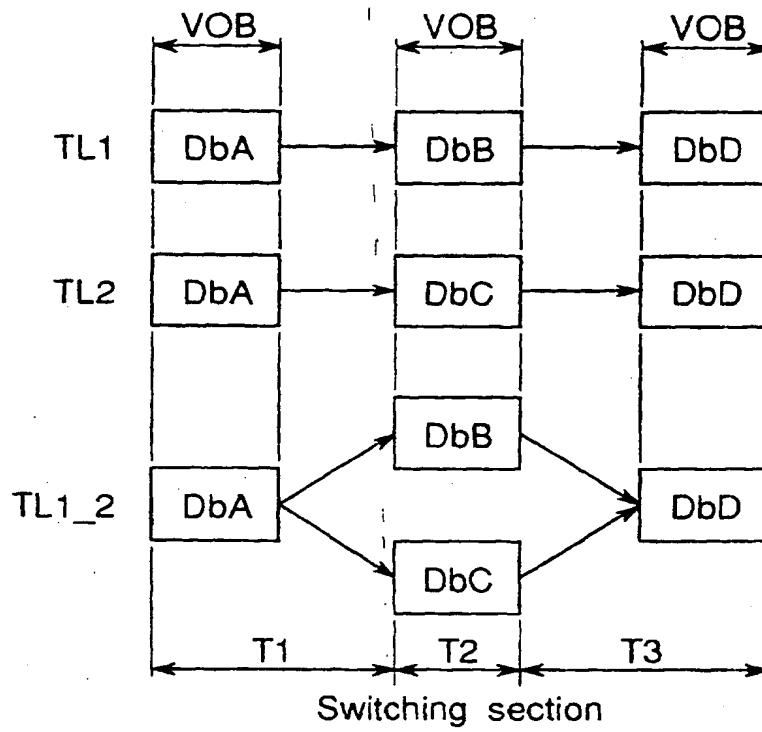 VOB VOB VOB
TL1 DbA DbB DbD
TL2 DbA DbC DbD
DbB
TL1_2 DbA DbD
DbC
T1 T2 T3
Switching section